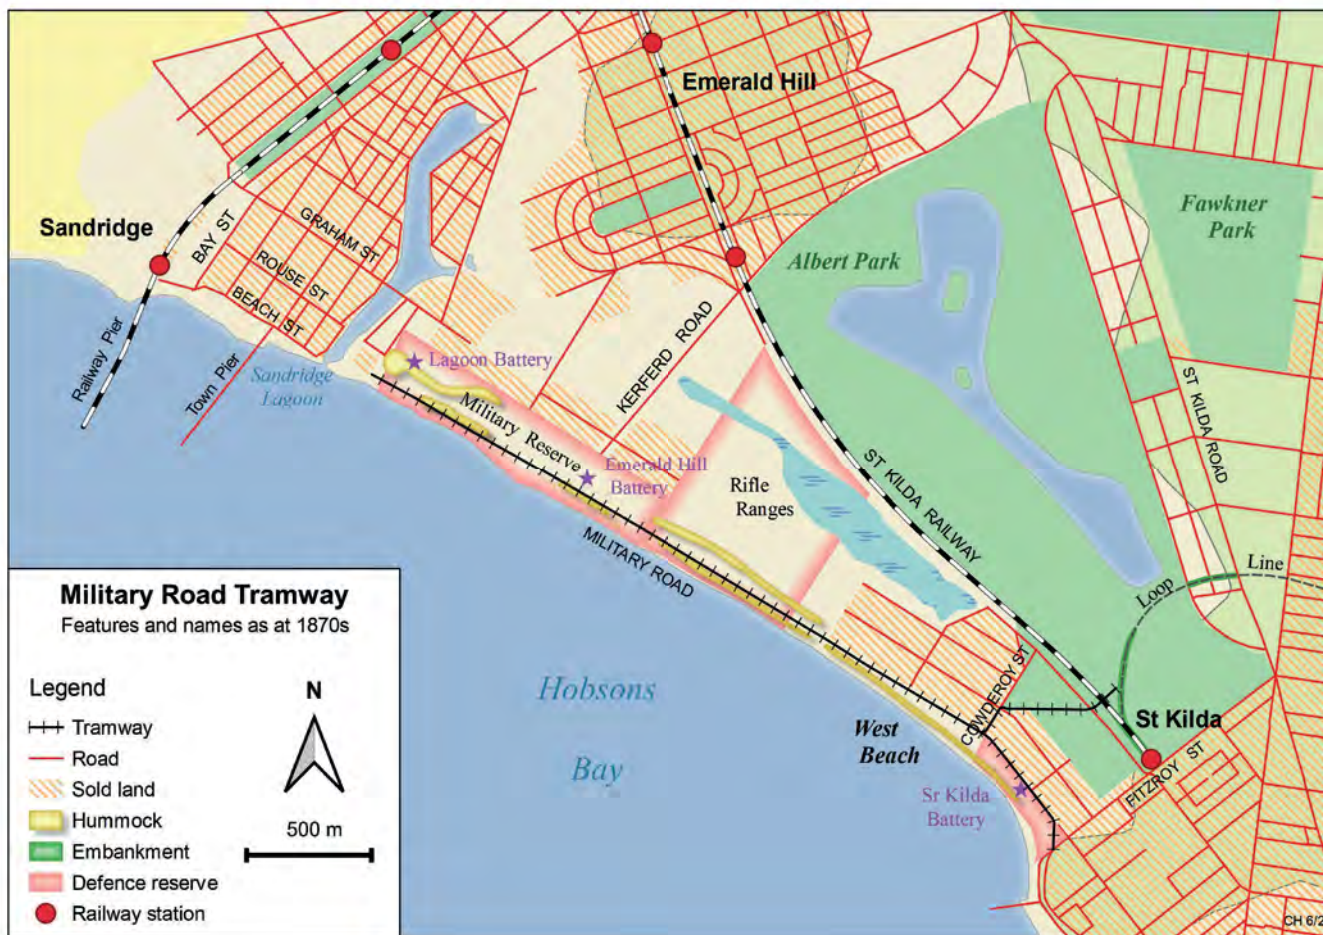 Emerald Hill
Sandridge
BAY ST
GRAHAM ST
ROUSE ST
BEACH ST
Railway Pier
Town Pier
Sandridge
Lagoon
Lagoon Battery
Military Reserve
Emerald Hill
Battery
KERFERD ROAD
Albert Park
Fawkner
Park
ST KILDA ROAD
ST KILDA RAILWAY
Rifle
Ranges
MILITARY ROAD
Loop
Line
COWDEROY ST
St Kilda
FITZROY ST
West
Beach
Sr Kilda
Battery
Hobsons
Bay
Military Road Tramway
Features and names as at 1870s
Legend
Tramway
Road
Sold land
Hummock
Embankment
Defence reserve
Railway station
N
500 m
CH 6/2